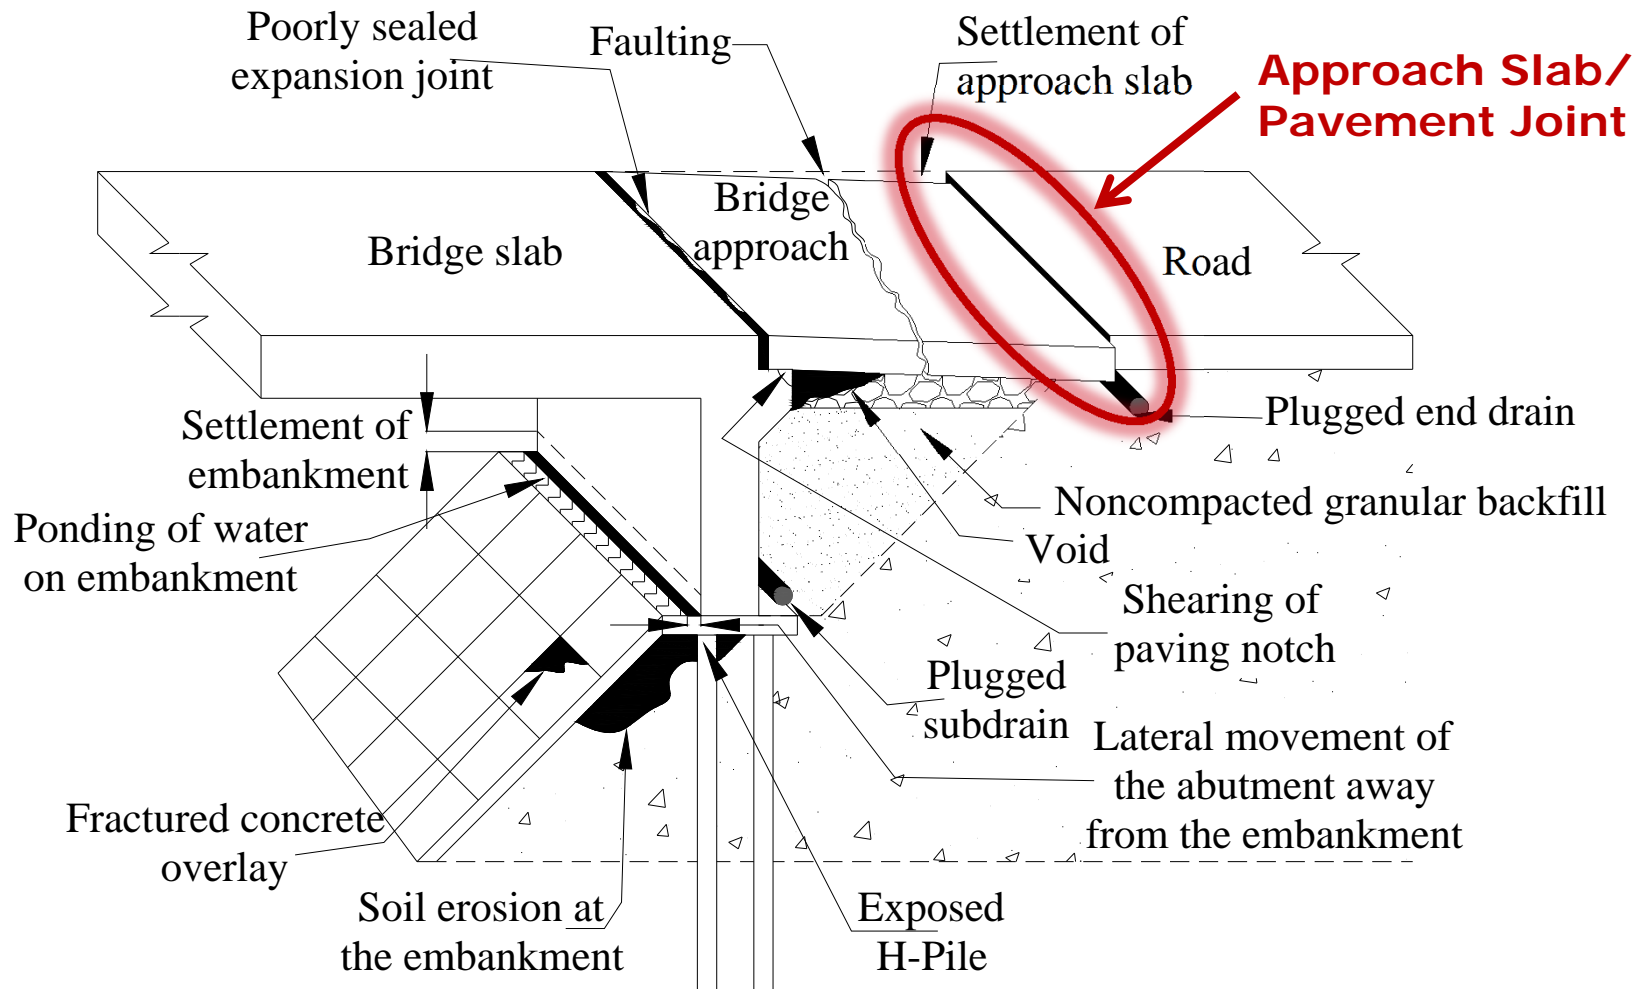 Poorly sealed
expansion joint
Faulting
Settlement of
approach slab
Approach Slab/
Pavement Joint
Bridge slab
Bridge
approach
Road
Settlement of
embankment
Plugged end drain
Ponding of water
on embankment
Noncompacted granular backfill
Void
Shearing of
paving notch
Plugged
subdrain
Lateral movement of
the abutment away
from the embankment
Fractured concrete
overlay
Soil erosion at
the embankment
Exposed
H-Pile